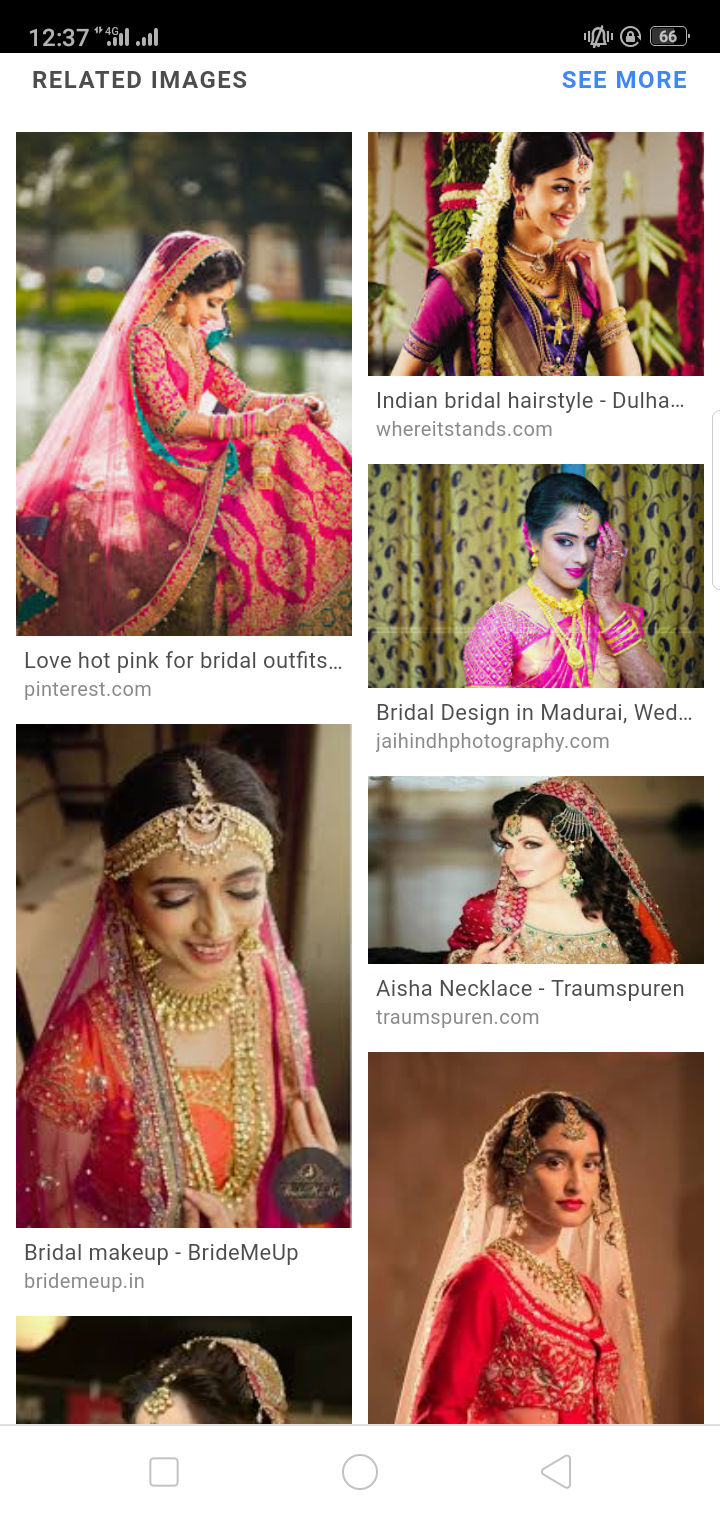 12:37 4G 66
RELATED IMAGES SEE MORE
Love hot pink for bridal outfits...
pinterest.com
Bridal makeup - BrideMeUp
bridemeup.in
Indian bridal hairstyle - Dulha...
whereitstands.com
Bridal Design in Madurai, Wed...
jaihindhphotography.com
Aisha Necklace - Traumspuren
traumspuren.com